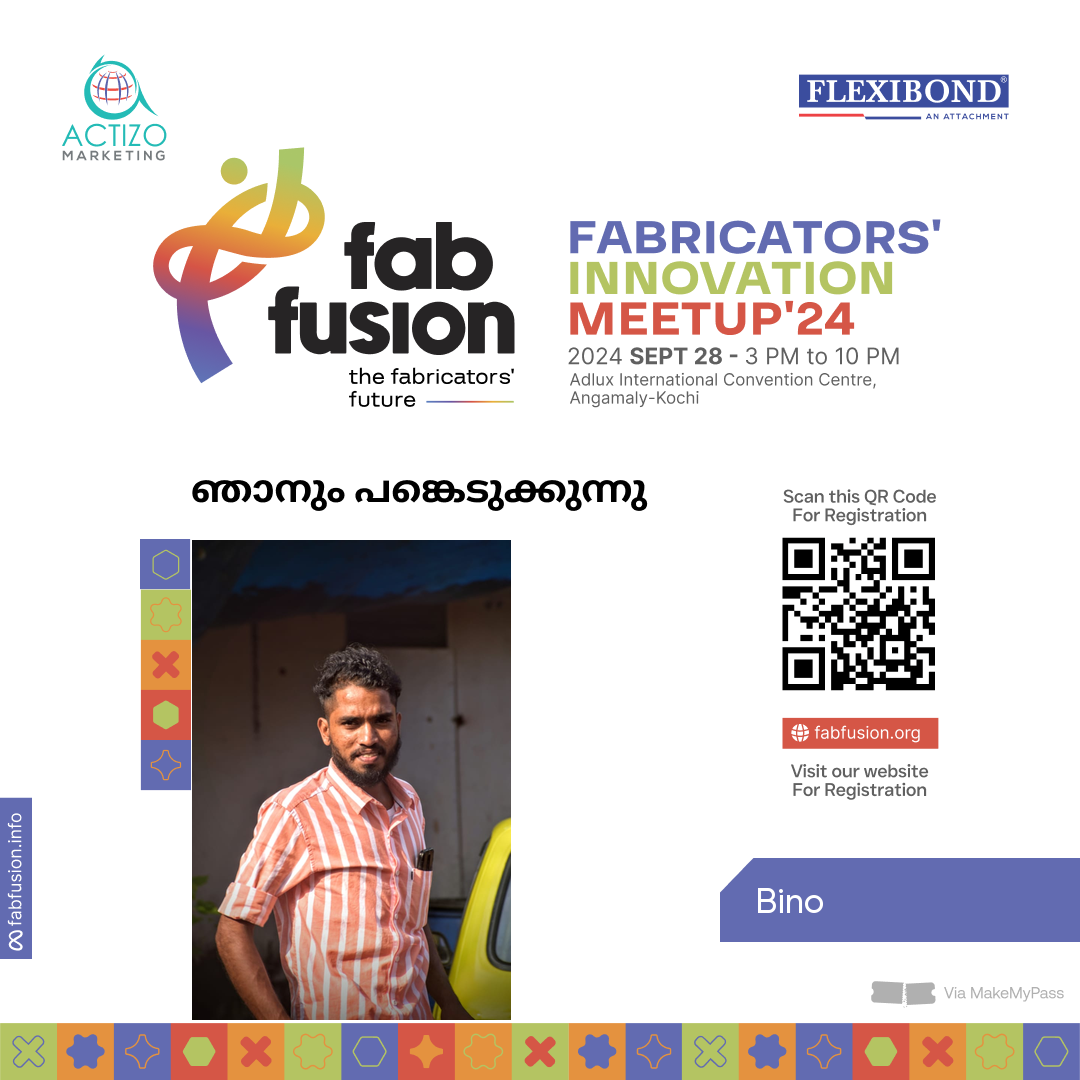 ACTIZO
MARKETING
FLEXIBOND®
AN ATTACHMENT
fab
fusion
the fabricators'
future
FABRICATORS'
INNOVATION
MEETUP'24
2024 SEPT 28 - 3 PM to 10 PM
Adlux International Convention Centre,
Angamaly-Kochi
ഞാനും പങ്കെടുക്കുന്നു
Scan this QR Code
For Registration
fabfusion.org
Visit our website
For Registration
fabfusion.info
Bino
Via MakeMyPass